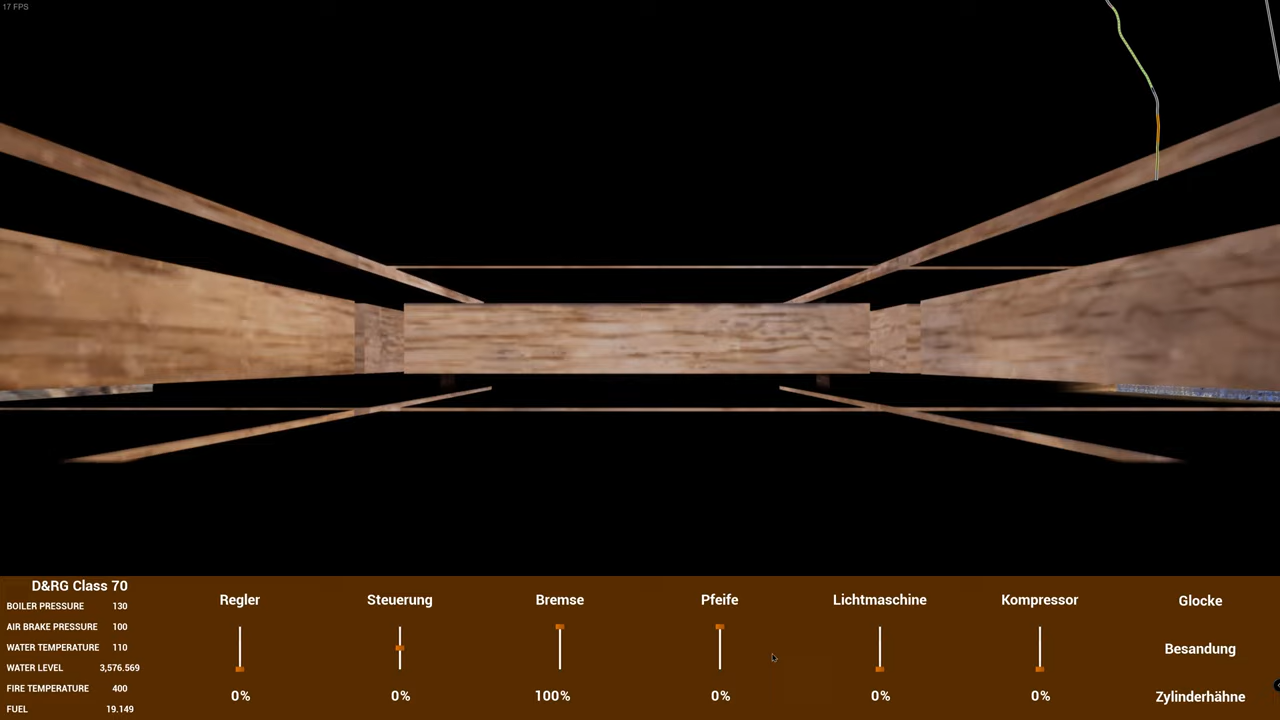 17 FPS
D&RG Class 70
BOILER PRESSURE 130
AIR BRAKE PRESSURE 100
WATER TEMPERATURE 110
WATER LEVEL 3,576.569
FIRE TEMPERATURE 400
FUEL 19.149
Regler
0%
Steuerung
0%
Bremse
100%
Pfeife
0%
Lichtmaschine
0%
Kompressor
0%
Glocke
Besandung
Zylinderhähne